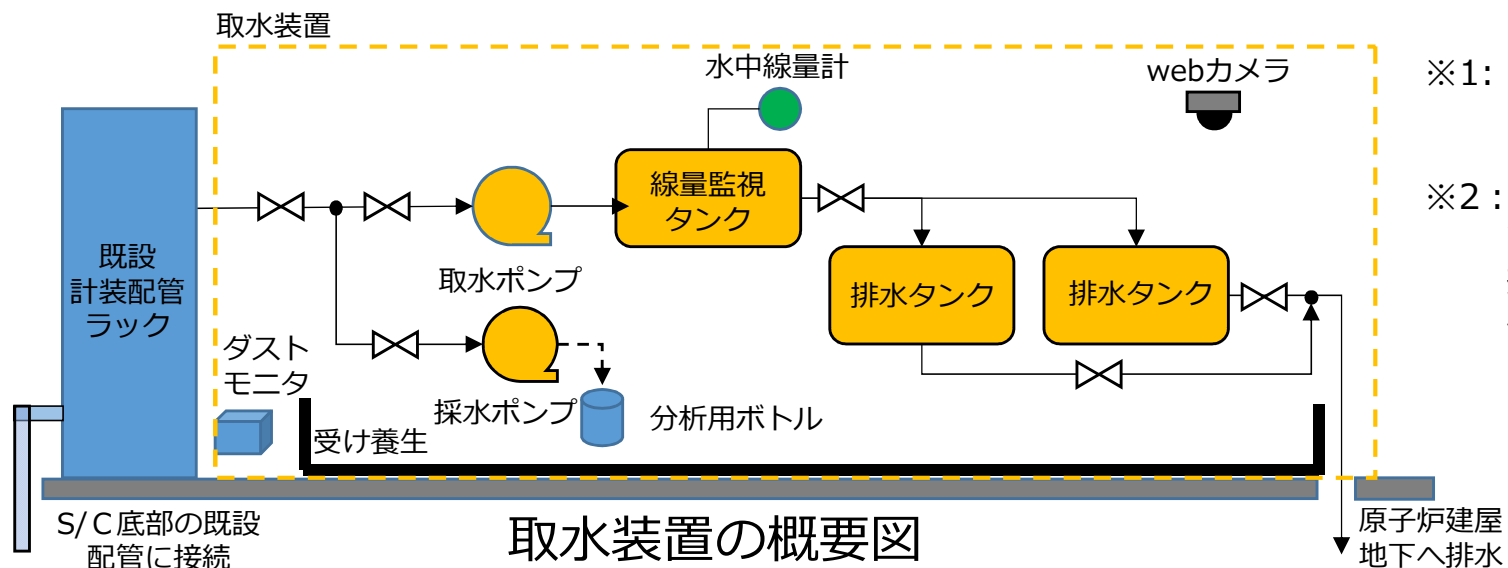 取水装置
水中線量計
webカメラ
※1:
線量監視
タンク
※2：
既設
計装配管
ラック
取水ポンプ
排水タンク
排水タンク
ダスト
モニタ
採水ポンプ
分析用ボトル
受け養生
S/C底部の既設
配管に接続
取水装置の概要図
原子炉建屋
地下へ排水